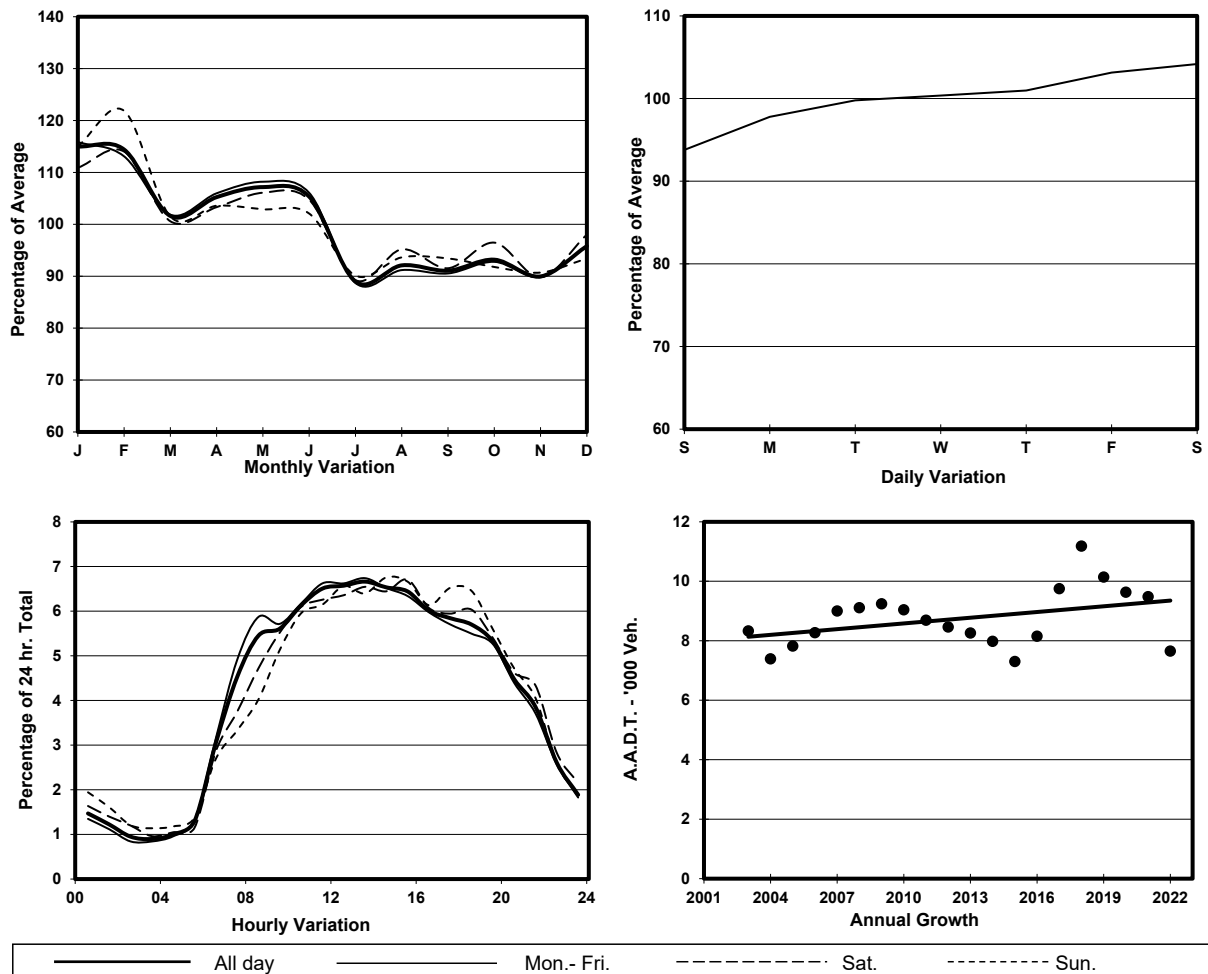 140
130
120
110
100
90
80
70
60
Percentage of Average
J F M A M J J A S O N D
Monthly Variation
110
100
90
80
70
60
Percentage of Average
S M T W T F S
Daily Variation
8
7
6
5
4
3
2
1
0
Percentage of 24 hr. Total
00 04 08 12 16 20 24
Hourly Variation
12
10
8
6
4
2
0
A.A.D.T. - '000 Veh.
2001 2004 2007 2010 2013 2016 2019 2022
Annual Growth
All day Mon.- Fri. Sat. Sun.